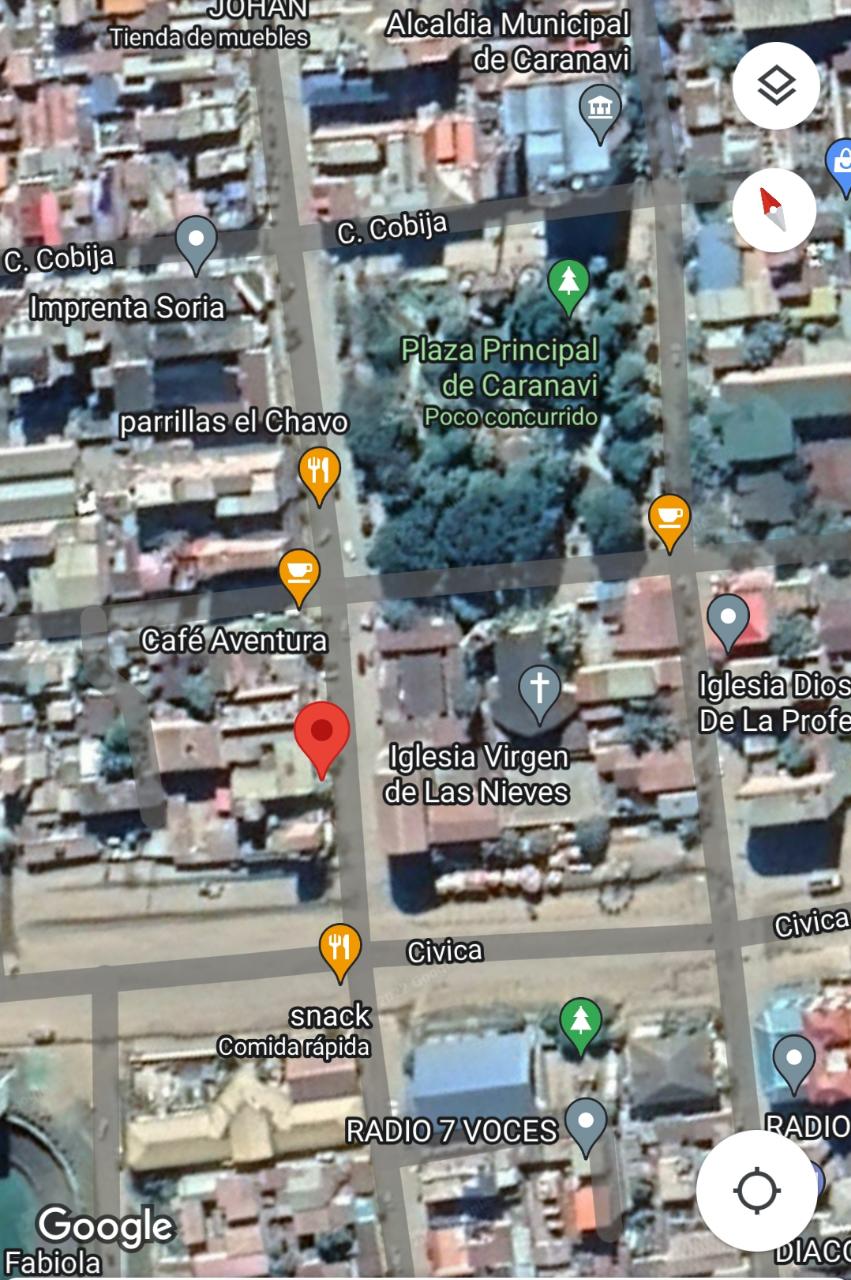 JOHAN
Tienda de muebles
Alcaldia Municipal
de Caranavi
C. Cobija
C. Cobija
Imprenta Soria
Plaza Principal
de Caranavi
Poco concurrido
parrillas el Chavo
Café Aventura
Iglesia Dios
De La Profe
Iglesia Virgen
de Las Nieves
Civica
Civica
snack
Comida rápida
RADIO 7 VOCES
RADIO
Google
Fabiola
DIACO